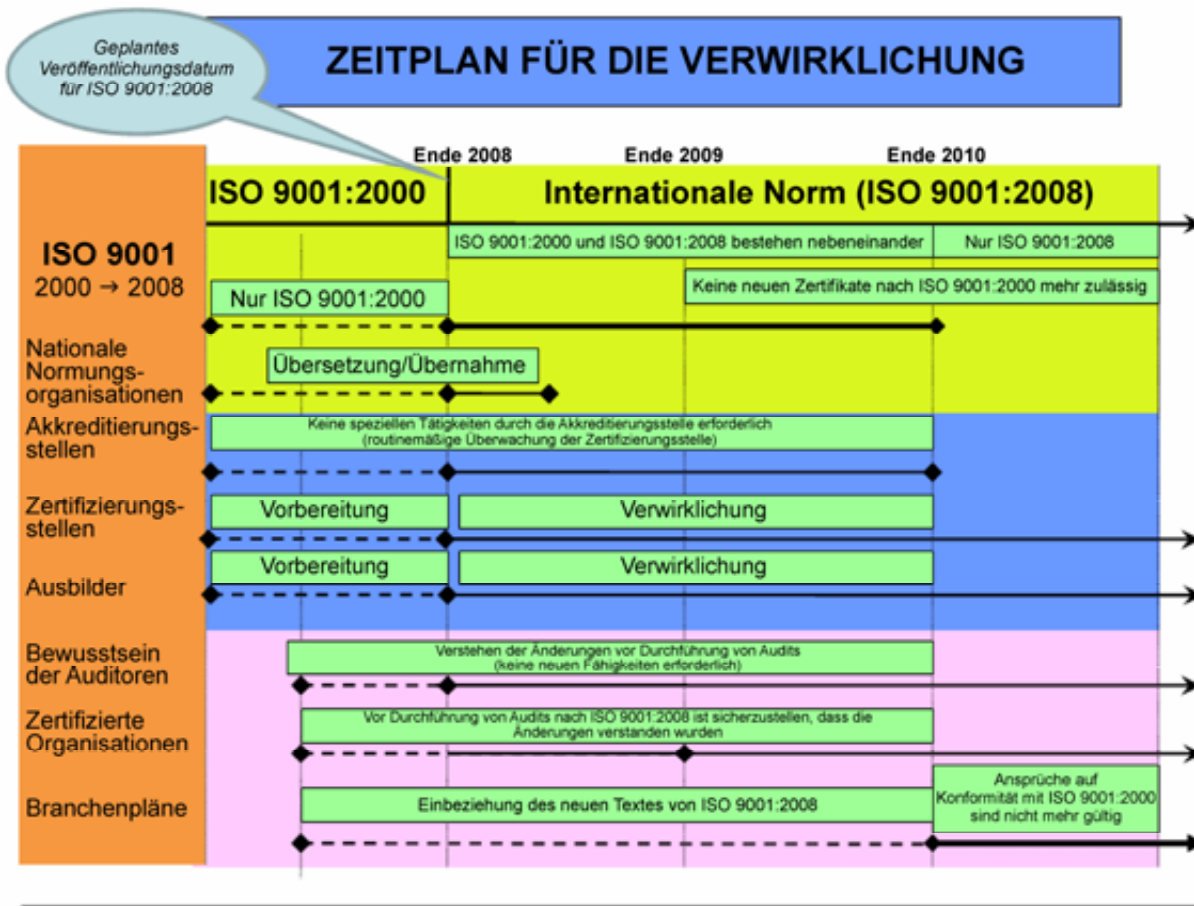 Geplantes
Veröffentlichungsdatum
für ISO 9001:2008
ZEITPLAN FÜR DIE VERWIRKLICHUNG
Ende 2008
Ende 2009
Ende 2010
ISO 9001:2000
Internationale Norm (ISO 9001:2008)
ISO 9001
2000 → 2008
ISO 9001:2000 und ISO 9001:2008 bestehen nebeneinander
Nur ISO 9001:2008
Nur ISO 9001:2000
Keine neuen Zertifikate nach ISO 9001:2000 mehr zulässig
Nationale
Normungs-
organisationen
Übersetzung/Übernahme
Akkreditierungs-
stellen
Keine speziellen Tätigkeiten durch die Akkreditierungsstelle erforderlich
(routinemäßige Überwachung der Zertifizierungsstelle)
Zertifizierungs-
stellen
Vorbereitung
Verwirklichung
Ausbilder
Vorbereitung
Verwirklichung
Bewusstsein
der Auditoren
Verstehen der Änderungen vor Durchführung von Audits
(keine neuen Fähigkeiten erforderlich)
Zertifizierte
Organisationen
Vor Durchführung von Audits nach ISO 9001:2008 ist sicherzustellen, dass die
Änderungen verstanden wurden
Branchenpläne
Einbeziehung des neuen Textes von ISO 9001:2008
Ansprüche auf
Konformität mit ISO 9001:2000
sind nicht mehr gültig